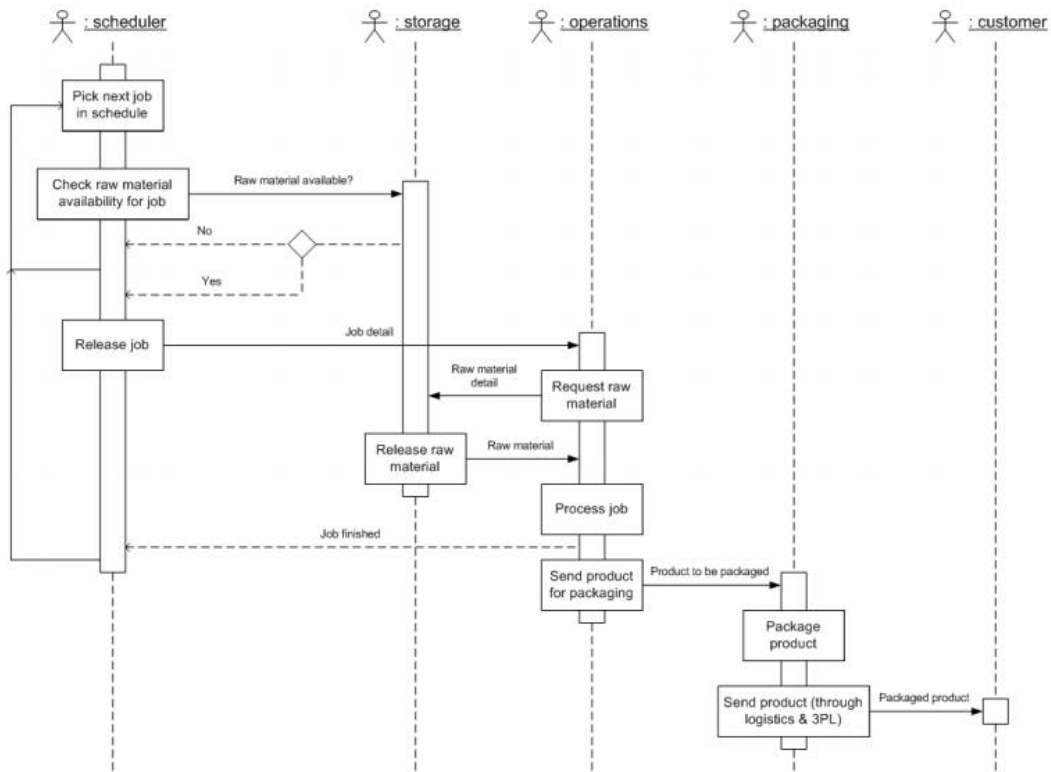 : scheduler
: storage
: operations
: packaging
: customer
Pick next job
in schedule
Check raw material
availability for job
Raw material available?
No
Yes
Release job
Job detail
Raw material
detail
Request raw
material
Release raw
material
Raw material
Process job
Job finished
Send product
for packaging
Product to be packaged
Package
product
Send product (through
logistics & 3PL)
Packaged product